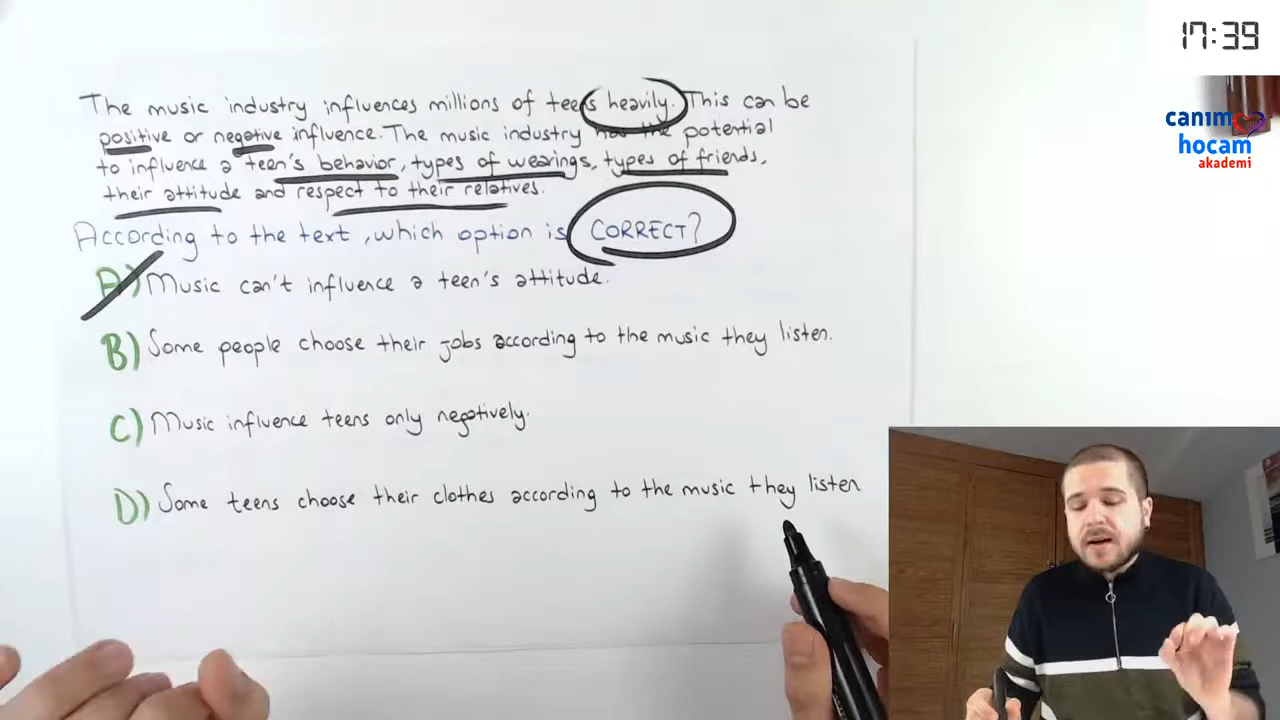 17:39
canım
hocam
akademi
The music industry influences millions of teens heavily. This can be
positive or negative influence. The music industry has the potential
to influence a teen's behavior, types of wearings, types of friends,
their attitude and respect to their relatives.
According to the text, which option is CORRECT?
A) Music can't influence a teen's attitude.
B) Some people choose their jobs according to the music they listen.
C) Music influence teens only negatively.
D) Some teens choose their clothes according to the music they listen